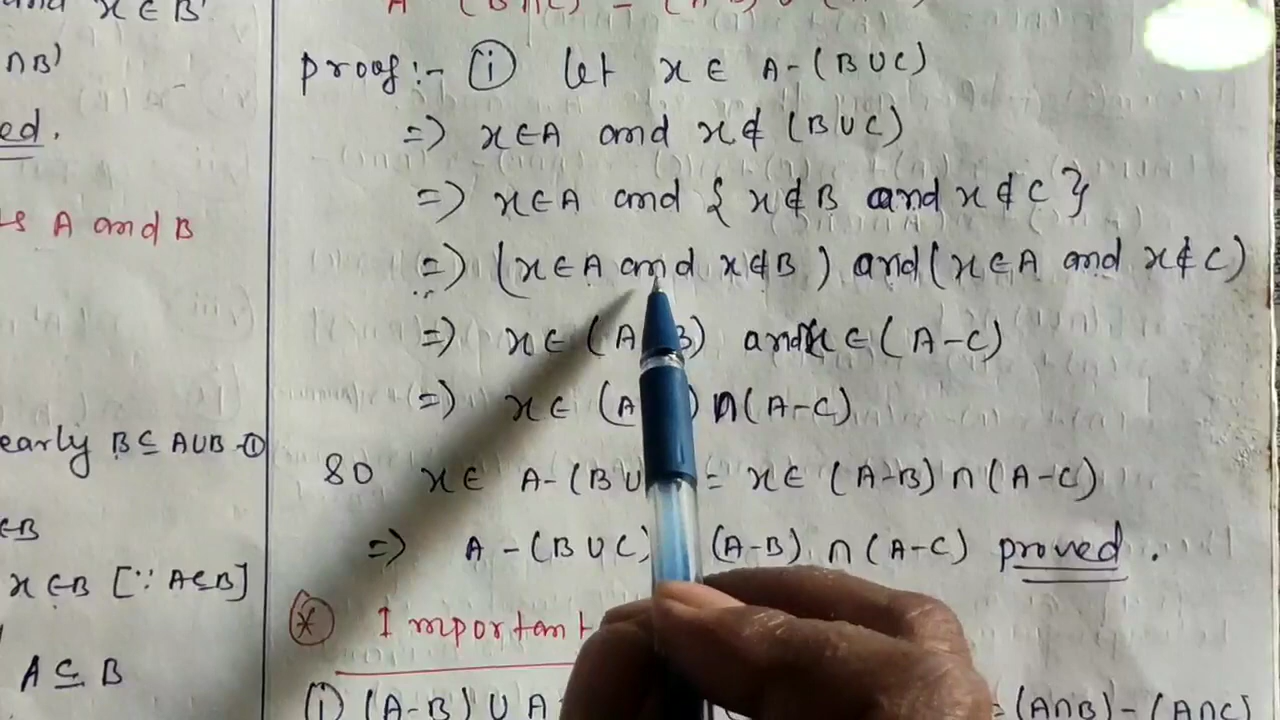 x ∈ B
∩B)
ed.
A and B
early B ⊆ A∪B -①
∈B
x ∈B [∵ A⊆B]
A ⊆ B
proof :- ⓘ let x ∈ A-(B∪C)
=> x∈A and x∉ (B∪C)
=> x∈A and { x∉B and x∉C }
=> (x∈A and x∉B ) and (x∈A and x∉C)
=> x∈ (A B) and x ∈ (A-C)
=> x∈ (A ) ∩ (A-C)
So x∈ A-(B∪ = x∈ (A-B) ∩ (A-C)
=> A-(B∪C) (A-B) ∩ (A-C) proved .
* Important
(i) (A-B) ∪ A =(A∩B)-(A∩C)